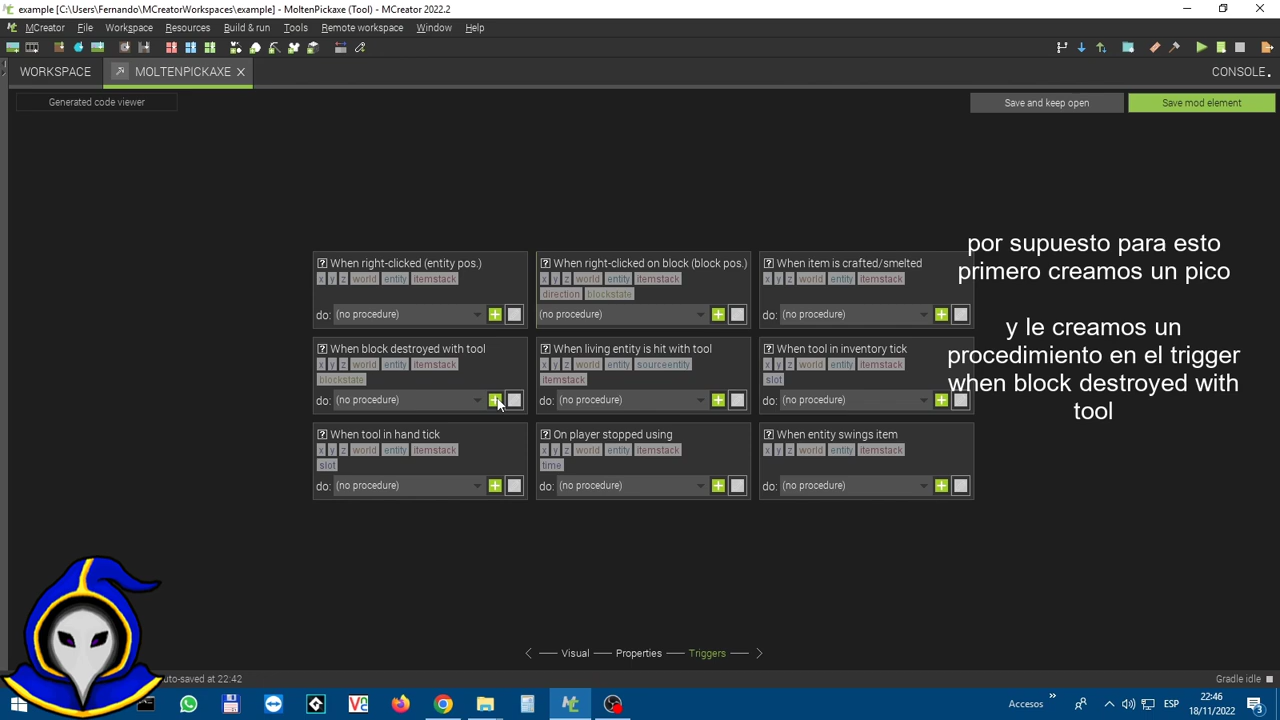 example [C:\Users\Fernando\MCreatorWorkspaces\example] - MoltenPickaxe (Tool) - MCreator 2022.2
MCreator File Workspace Resources Build & run Tools Remote workspace Window Help
WORKSPACE MOLTENPICKAXE CONSOLE
Generated code viewer Save and keep open Save mod element
por supuesto para esto
primero creamos un pico
y le creamos un
procedimiento en el trigger
when block destroyed with
tool
When right-clicked (entity pos.)
x y z world entity itemstack
do: (no procedure)
When right-clicked on block (block pos.)
x y z world entity itemstack
direction blockstate
(no procedure)
When item is crafted/smelted
x y z world entity itemstack
do: (no procedure)
When block destroyed with tool
x y z world entity itemstack
blockstate
do: (no procedure)
When living entity is hit with tool
x y z world entity sourceentity
itemstack
do: (no procedure)
When tool in inventory tick
x y z world entity itemstack
slot
do: (no procedure)
When tool in hand tick
x y z world entity itemstack
slot
do: (no procedure)
On player stopped using
x y z world entity itemstack
time
do: (no procedure)
When entity swings item
x y z world entity itemstack
do: (no procedure)
Visual Properties Triggers
uto-saved at 22:42 Gradle idle
Accesos ESP 22:46
18/11/2022